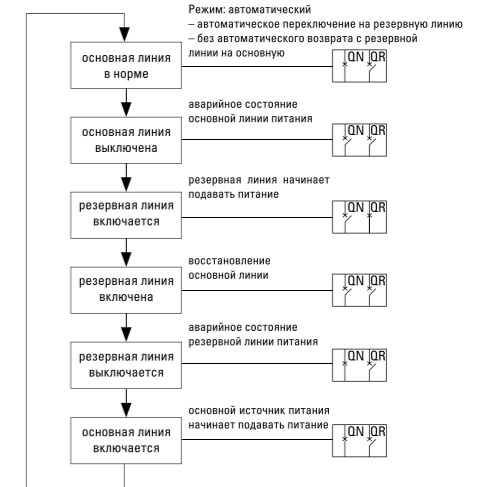 Режим: автоматический
– автоматическое переключение на резервную линию
– без автоматического возврата с резервной
линии на основную
основная линия
в норме
QN QR
аварийное состояние
основной линии питания
основная линия
выключена
QN QR
резервная линия начинает
подавать питание
резервная линия
включается
QN QR
восстановление
основной линии
резервная линия
включена
QN QR
аварийное состояние
резервной линии питания
резервная линия
выключается
QN QR
основной источник питания
начинает подавать питание
основная линия
включается
QN QR